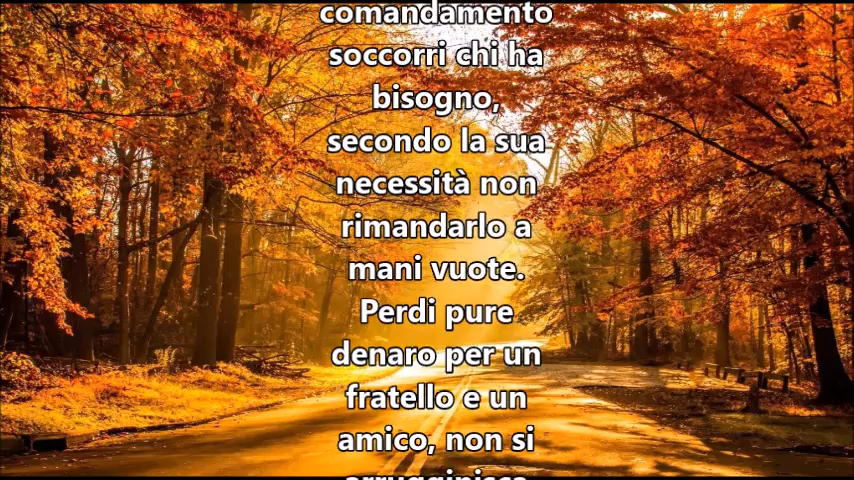 comandamento
soccorri chi ha
bisogno,
secondo la sua
necessità non
rimandarlo a
mani vuote.
Perdi pure
denaro per un
fratello e un
amico, non si
arrugginisca